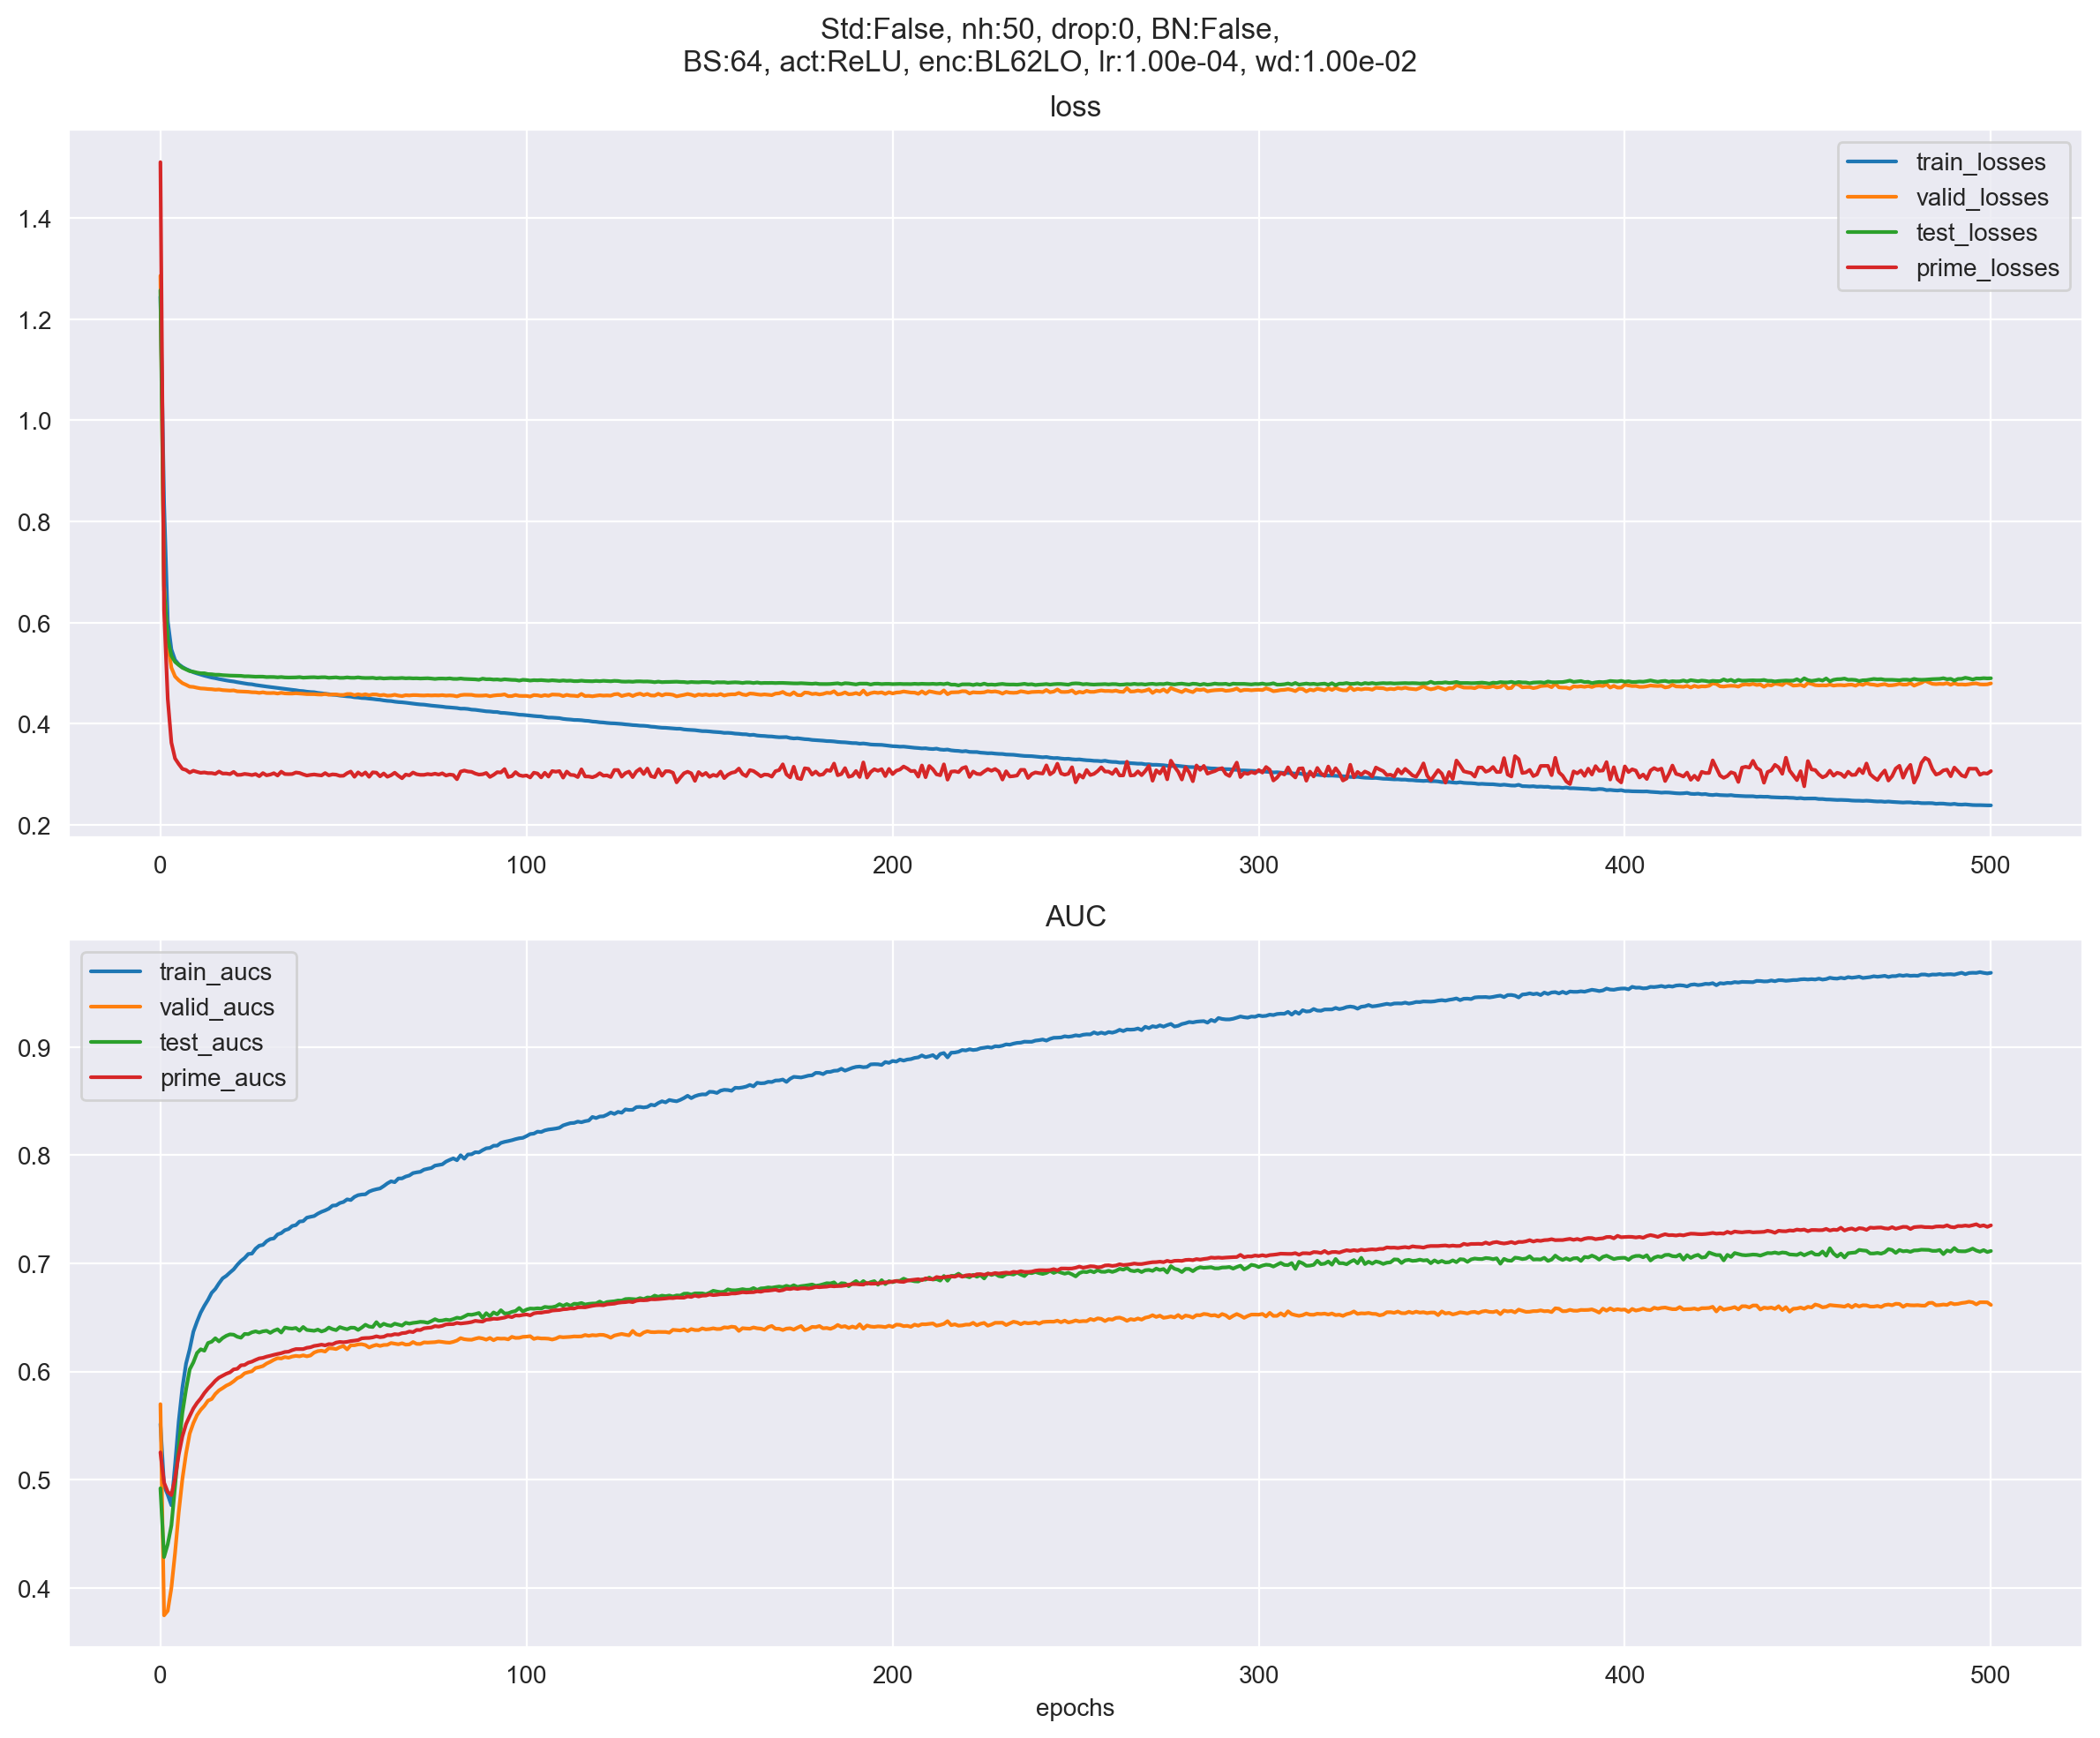 Std:False, nh:50, drop:0, BN:False,
BS:64, act:ReLU, enc:BL62LO, lr:1.00e-04, wd:1.00e-02
loss
train_losses
valid_losses
test_losses
prime_losses
1.4
1.2
1.0
0.8
0.6
0.4
0.2
0 100 200 300 400 500
AUC
train_aucs
valid_aucs
test_aucs
prime_aucs
0.9
0.8
0.7
0.6
0.5
0.4
0 100 200 300 400 500
epochs